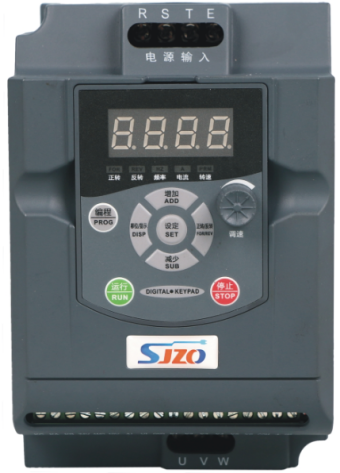 R S T E
电源输入
8.8.8.8.
正转 反转 频率 电流 转速
编程
PROG
增加
ADD
DISP
设定
SET
调速
减少
SUB
运行
RUN
DIGITAL■KEYPAD
停止
STOP
SJZO®
U V W